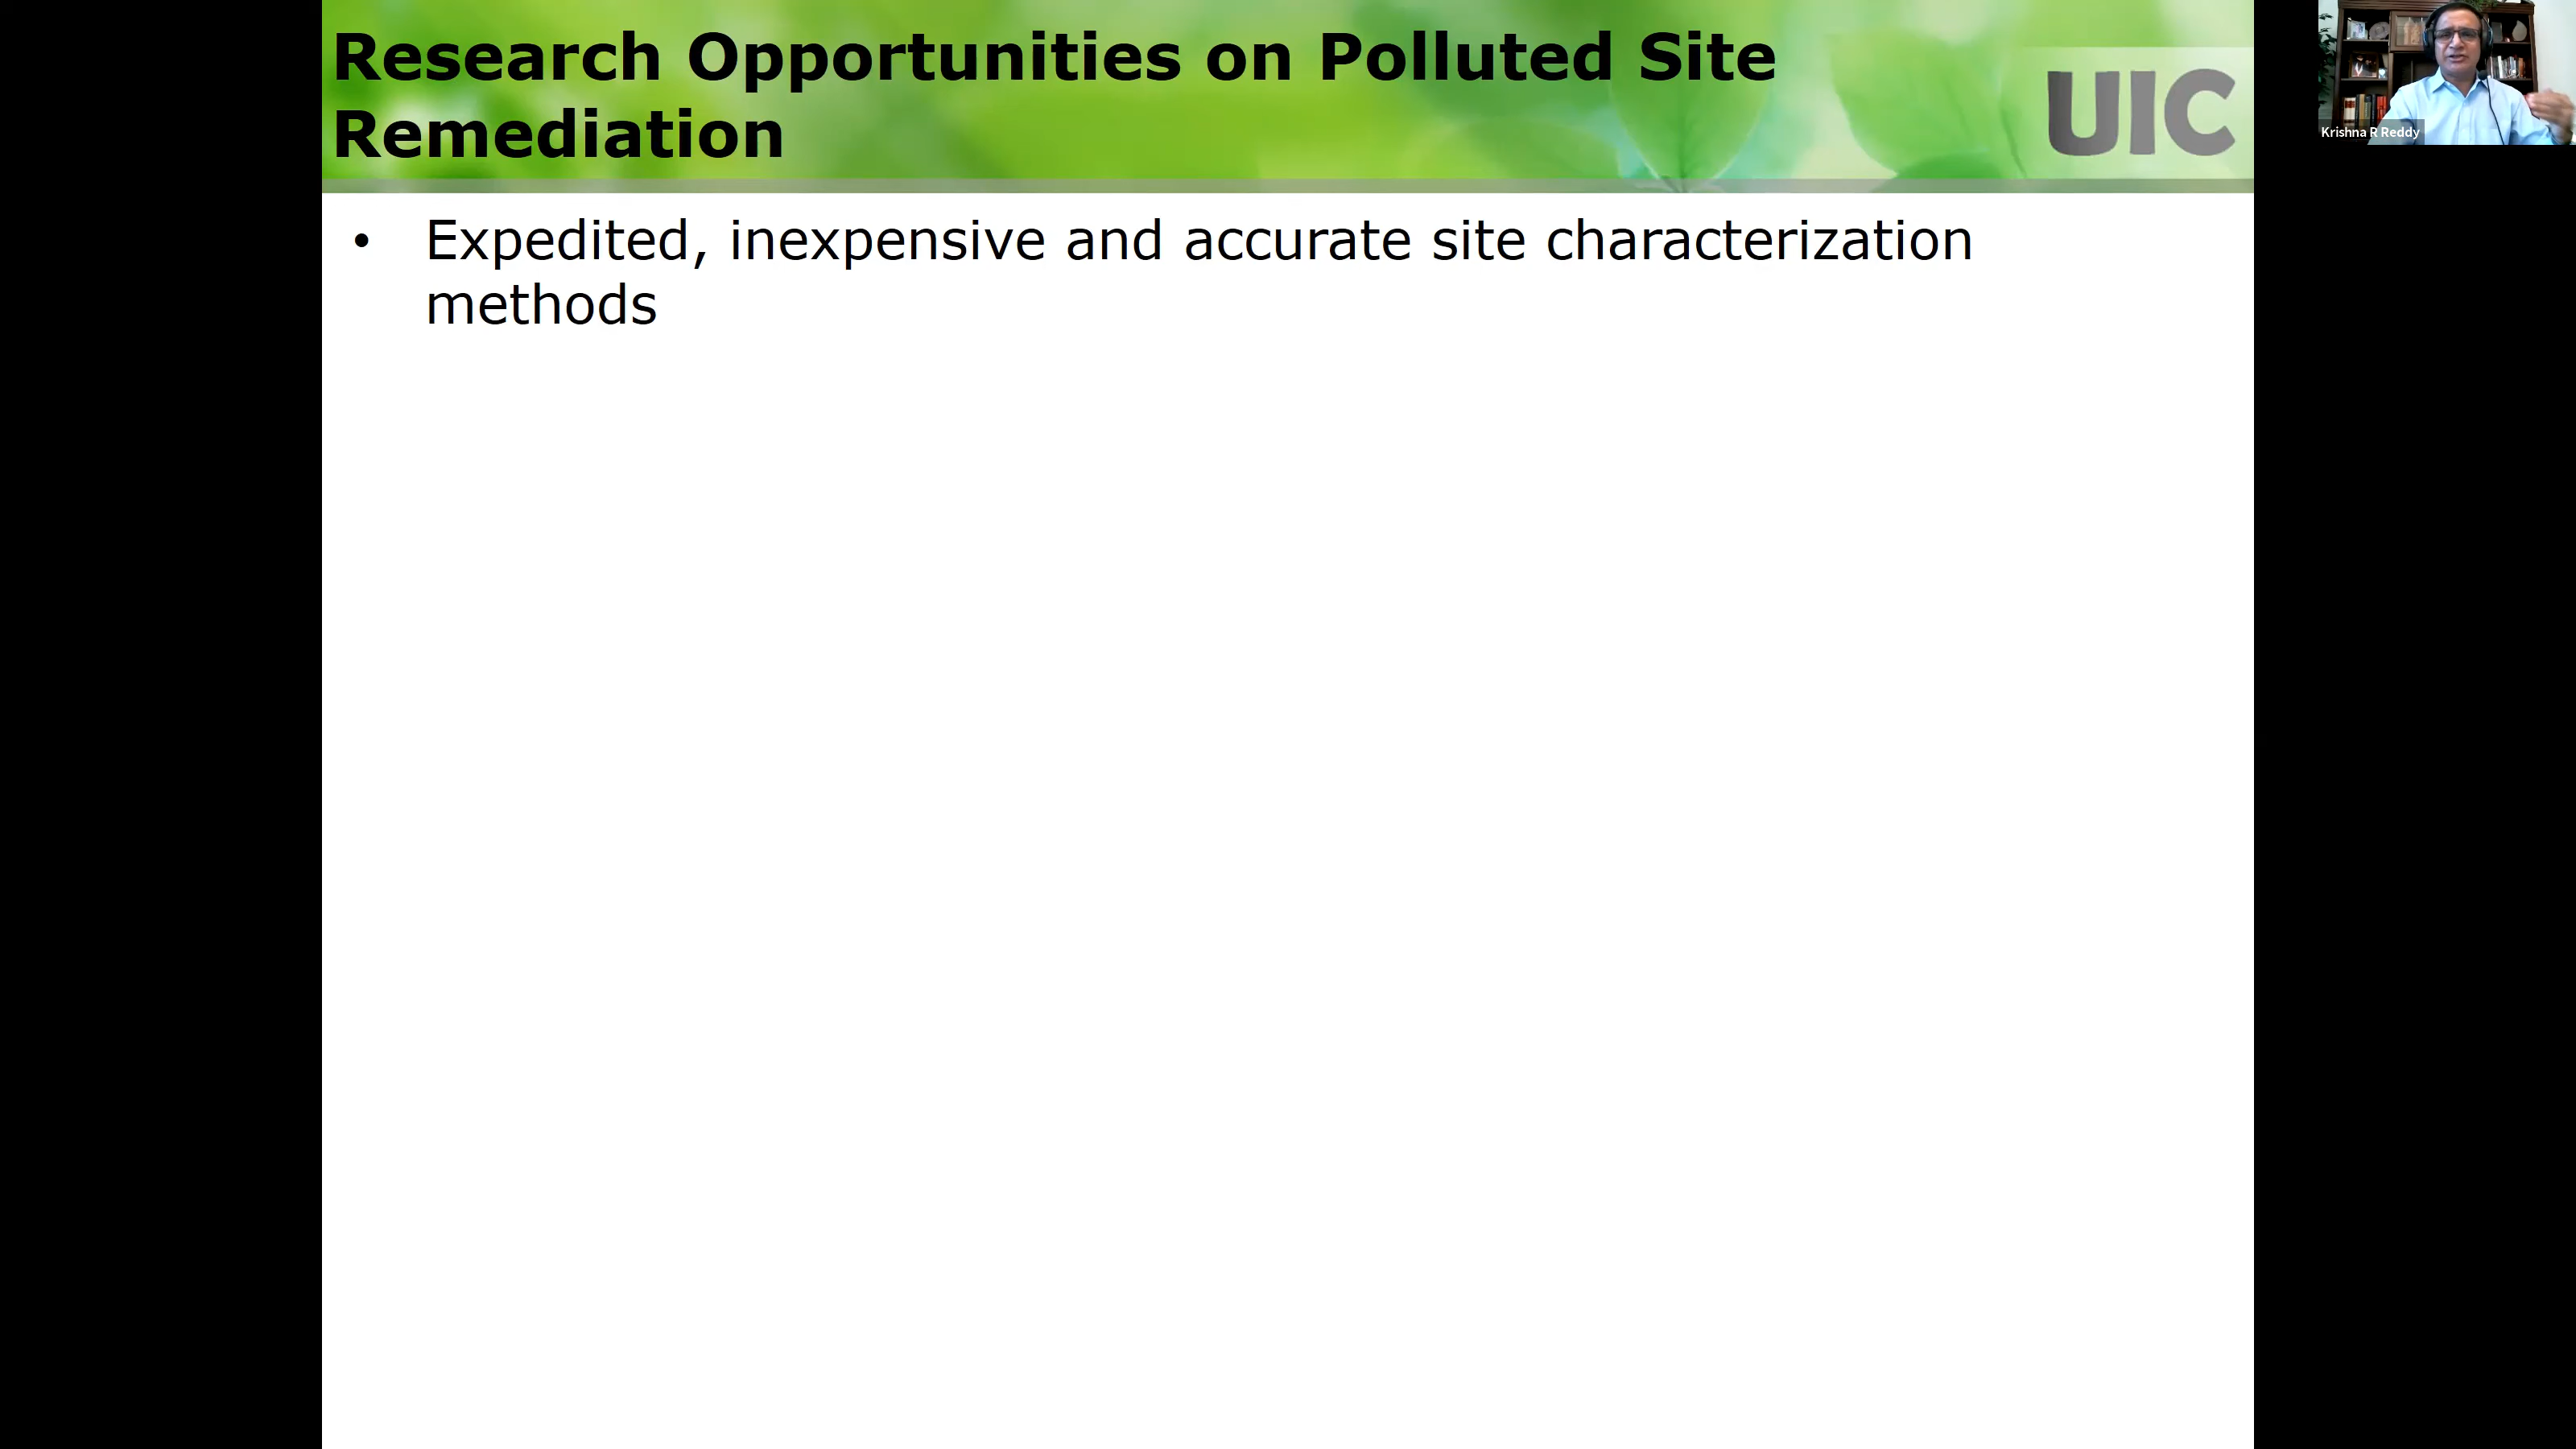 Research Opportunities on Polluted Site
Remediation
UIC
Krishna R Reddy
• Expedited, inexpensive and accurate site characterization
methods